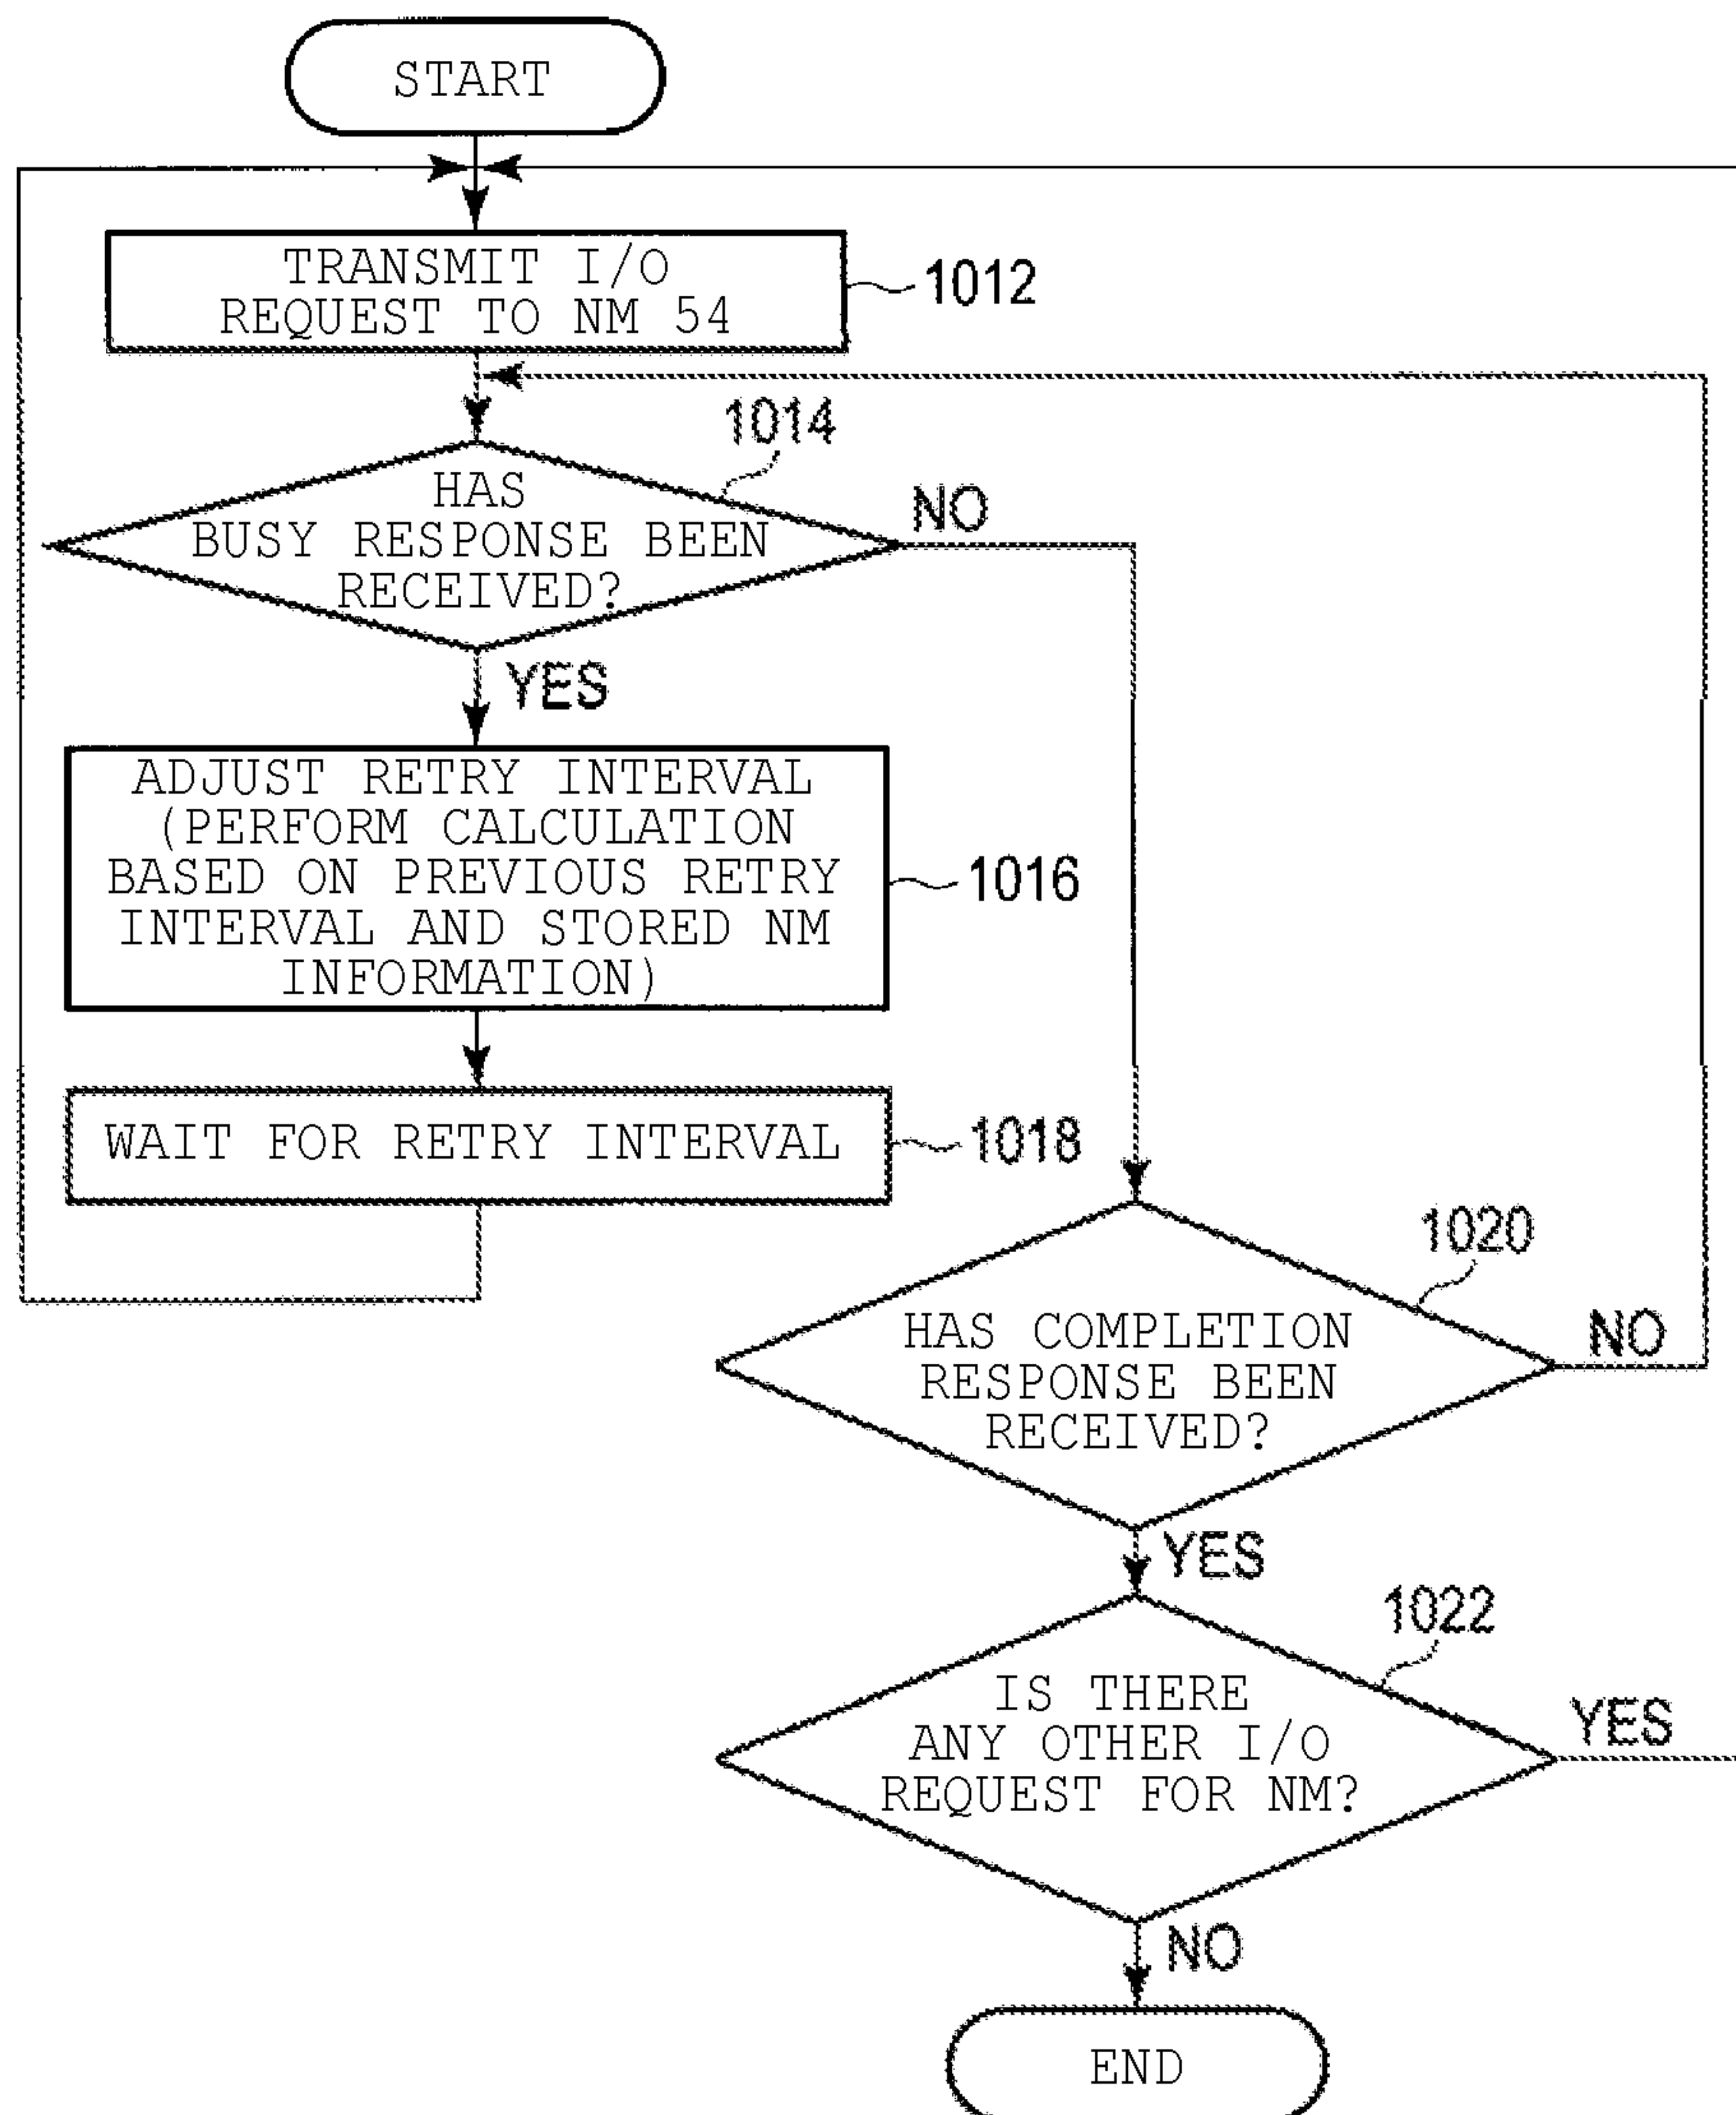 START
TRANSMIT I/O
REQUEST TO NM 54
1012
1014
HAS
BUSY RESPONSE BEEN
RECEIVED?
NO
YES
ADJUST RETRY INTERVAL
(PERFORM CALCULATION
BASED ON PREVIOUS RETRY
INTERVAL AND STORED NM
INFORMATION)
1016
WAIT FOR RETRY INTERVAL
1018
1020
HAS COMPLETION
RESPONSE BEEN
RECEIVED?
NO
YES
1022
IS THERE
ANY OTHER I/O
REQUEST FOR NM?
YES
NO
END